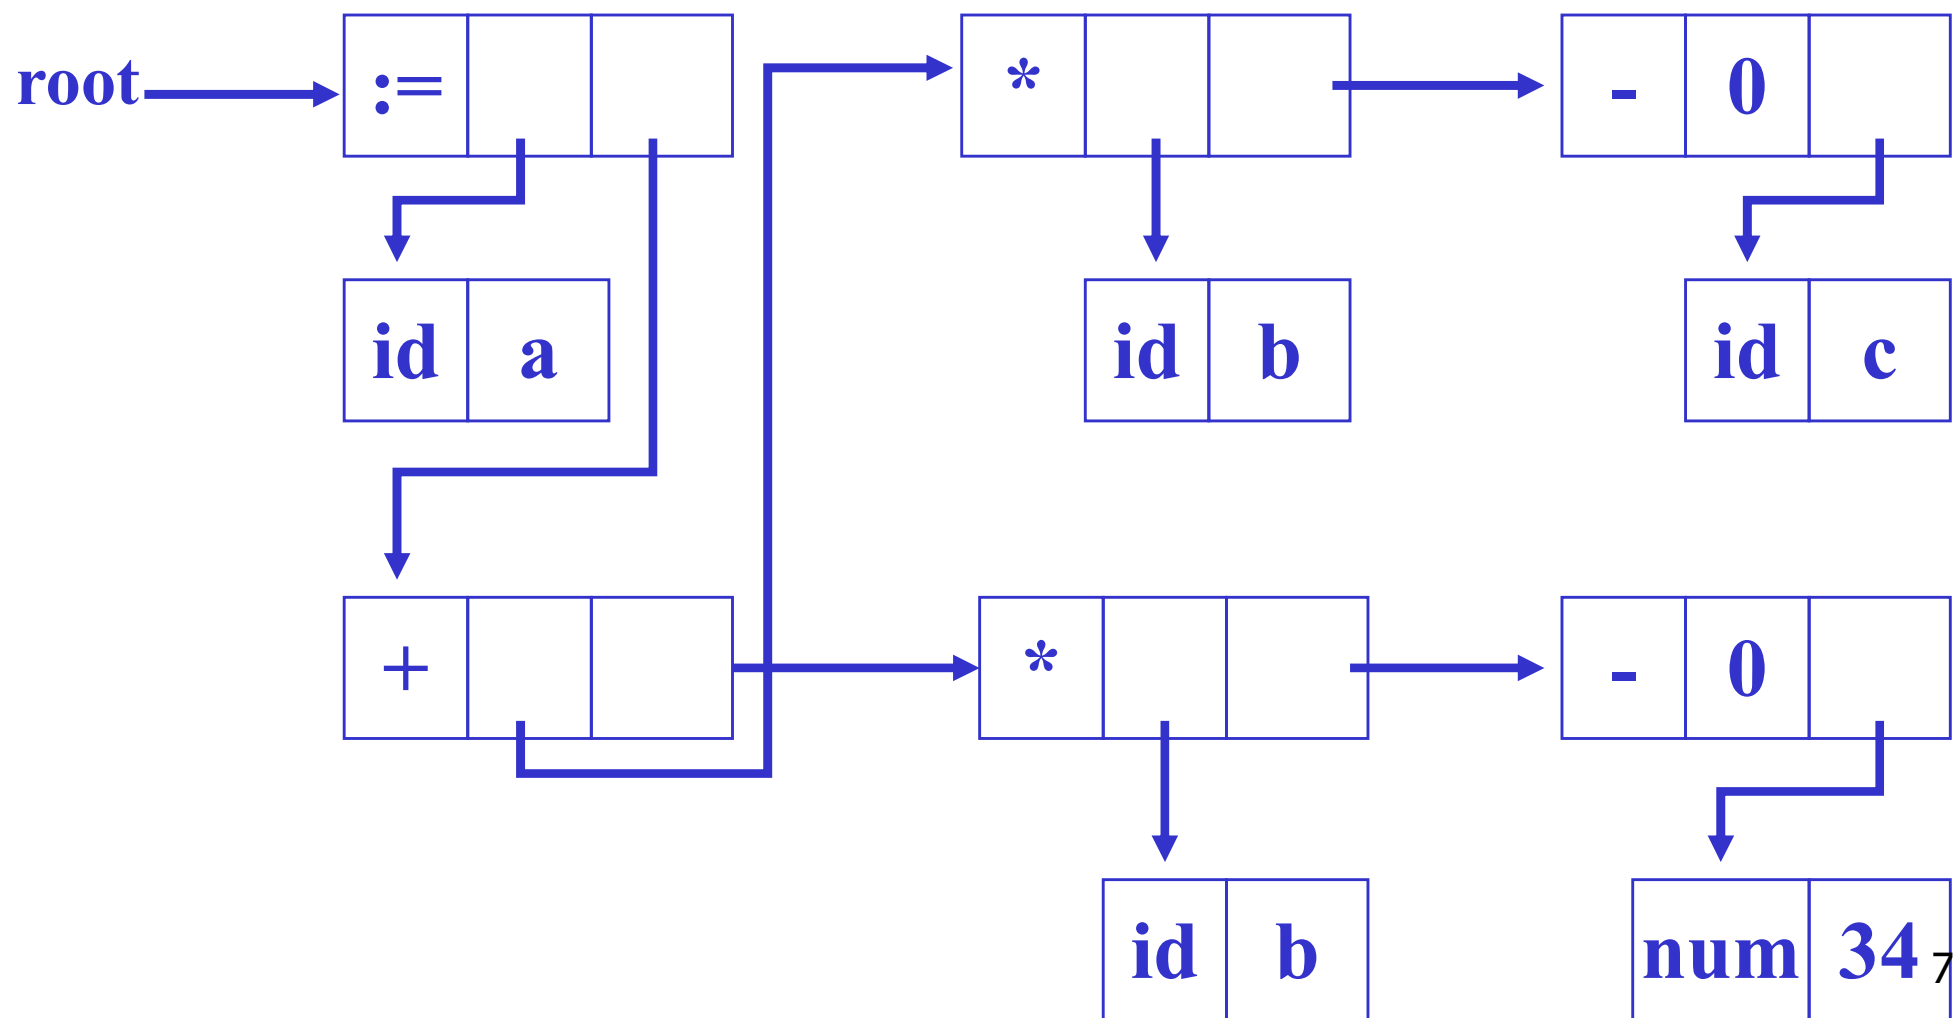 root := * - 0
id a id b id c
+ * - 0
id b num 34 7